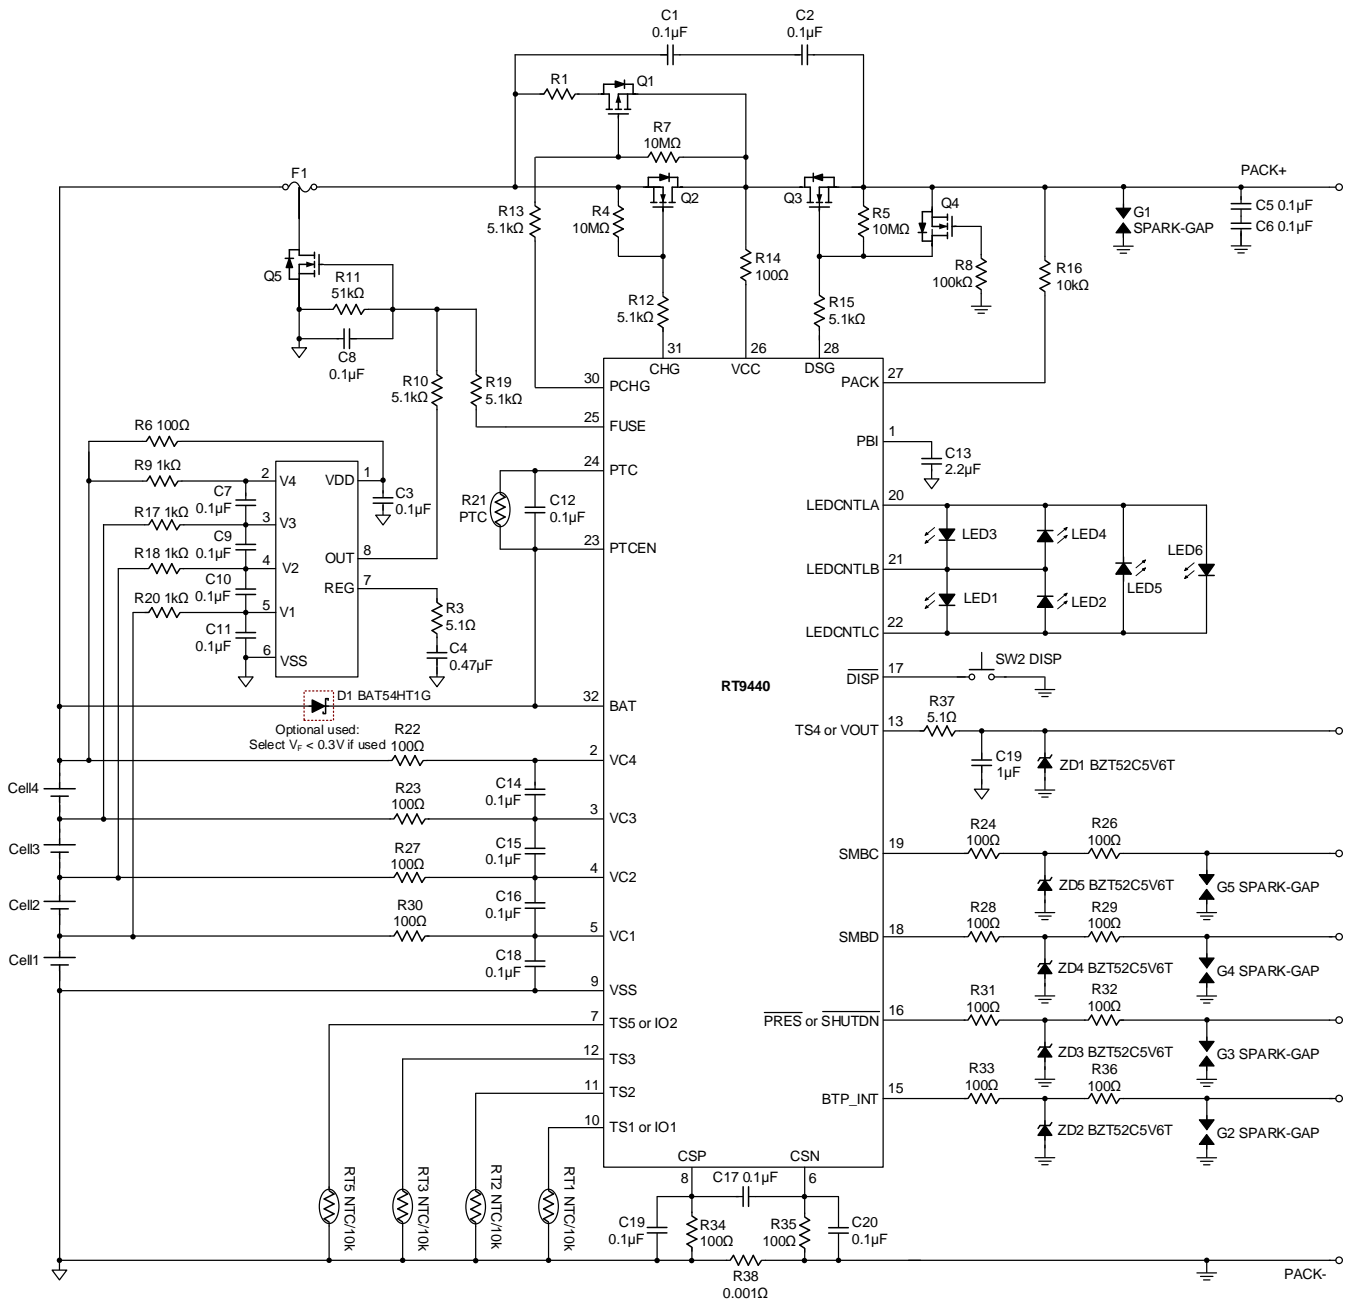 C1
0.1µF
C2
0.1µF
R1
Q1
R7
10MΩ
F1
PACK+
Q2
Q3
Q4
R13
5.1kΩ
R4
10MΩ
R5
10MΩ
G1
SPARK-GAP
C5 0.1µF
C6 0.1µF
Q5
R11
51kΩ
R14
100Ω
R8
100kΩ
R16
10kΩ
R12
5.1kΩ
R15
5.1kΩ
C8
0.1µF
31
26
28
CHG
VCC
DSG
R10
5.1kΩ
R19
5.1kΩ
30
PCHG
PACK
27
25
FUSE
PBI
1
C13
2.2µF
R6 100Ω
R9 1kΩ
2
V4
VDD
1
C3
0.1µF
C7
0.1µF
R17 1kΩ
3
V3
C9
0.1µF
OUT
8
R18 1kΩ
4
V2
REG
7
C10
0.1µF
R20 1kΩ
5
V1
R3
5.1Ω
C11
0.1µF
6
VSS
C4
0.47µF
24
PTC
R21
PTC
C12
0.1µF
23
PTCEN
LEDCNTLA
20
LED3
LED4
LED6
LEDCNTLB
21
LED5
LED1
LED2
LEDCNTLC
22
DISP
17
SW2 DISP
RT9440
D1 BAT54HT1G
32
BAT
Optional used:
Select VF < 0.3V if used
TS4 or VOUT
13
R37
5.1Ω
C19
1µF
ZD1 BZT52C5V6T
R22
100Ω
2
VC4
Cell4
C14
0.1µF
R23
100Ω
3
VC3
Cell3
C15
0.1µF
R27
100Ω
4
VC2
Cell2
C16
0.1µF
R30
100Ω
5
VC1
Cell1
C18
0.1µF
9
VSS
SMBC
19
R24
100Ω
R26
100Ω
ZD5 BZT52C5V6T
G5 SPARK-GAP
SMBD
18
R28
100Ω
R29
100Ω
ZD4 BZT52C5V6T
G4 SPARK-GAP
7
TS5 or IO2
PRES or SHUTDN
16
R31
100Ω
R32
100Ω
ZD3 BZT52C5V6T
G3 SPARK-GAP
12
TS3
11
TS2
BTP_INT
15
R33
100Ω
R36
100Ω
ZD2 BZT52C5V6T
G2 SPARK-GAP
10
TS1 or IO1
CSP
CSN
8
6
C17 0.1µF
RT5 NTC/10k
RT3 NTC/10k
RT2 NTC/10k
RT1 NTC/10k
C19
0.1µF
R34
100Ω
R35
100Ω
C20
0.1µF
R38
0.001Ω
PACK-